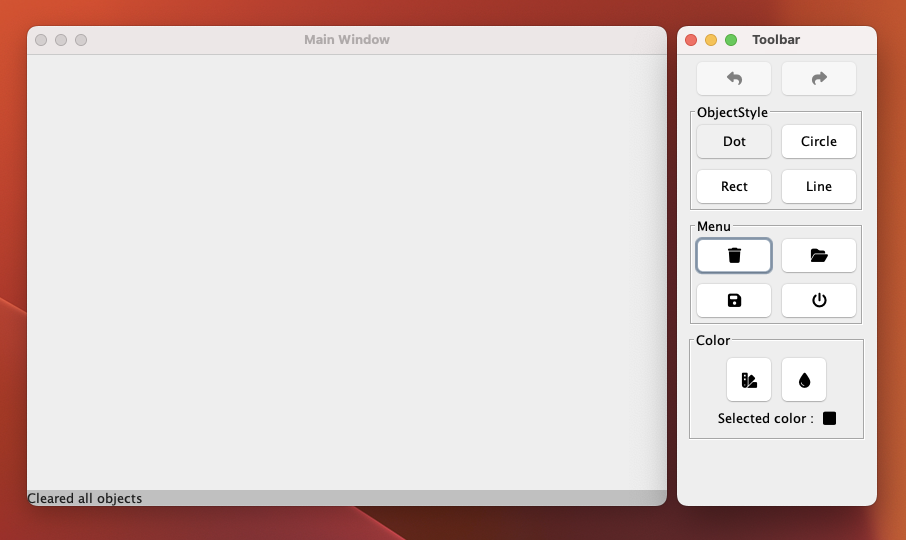 Main Window
Toolbar
ObjectStyle
Dot
Circle
Rect
Line
Menu
Color
Selected color :
Cleared all objects